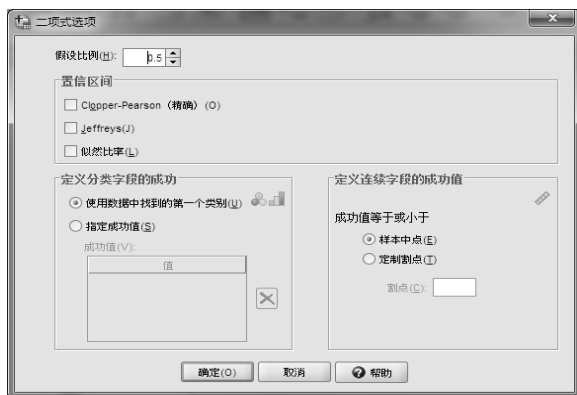 二项式选项
假设比例(H): 0.5
置信区间
Clopper-Pearson（精确）(O)
Jeffreys(J)
似然比率(L)
定义分类字段的成功
使用数据中找到的第一个类别(U)
指定成功值(S)
成功值(V):
值
定义连续字段的成功值
成功值等于或小于
样本中点(E)
定制割点(T)
割点(C):
确定(O) 取消 帮助